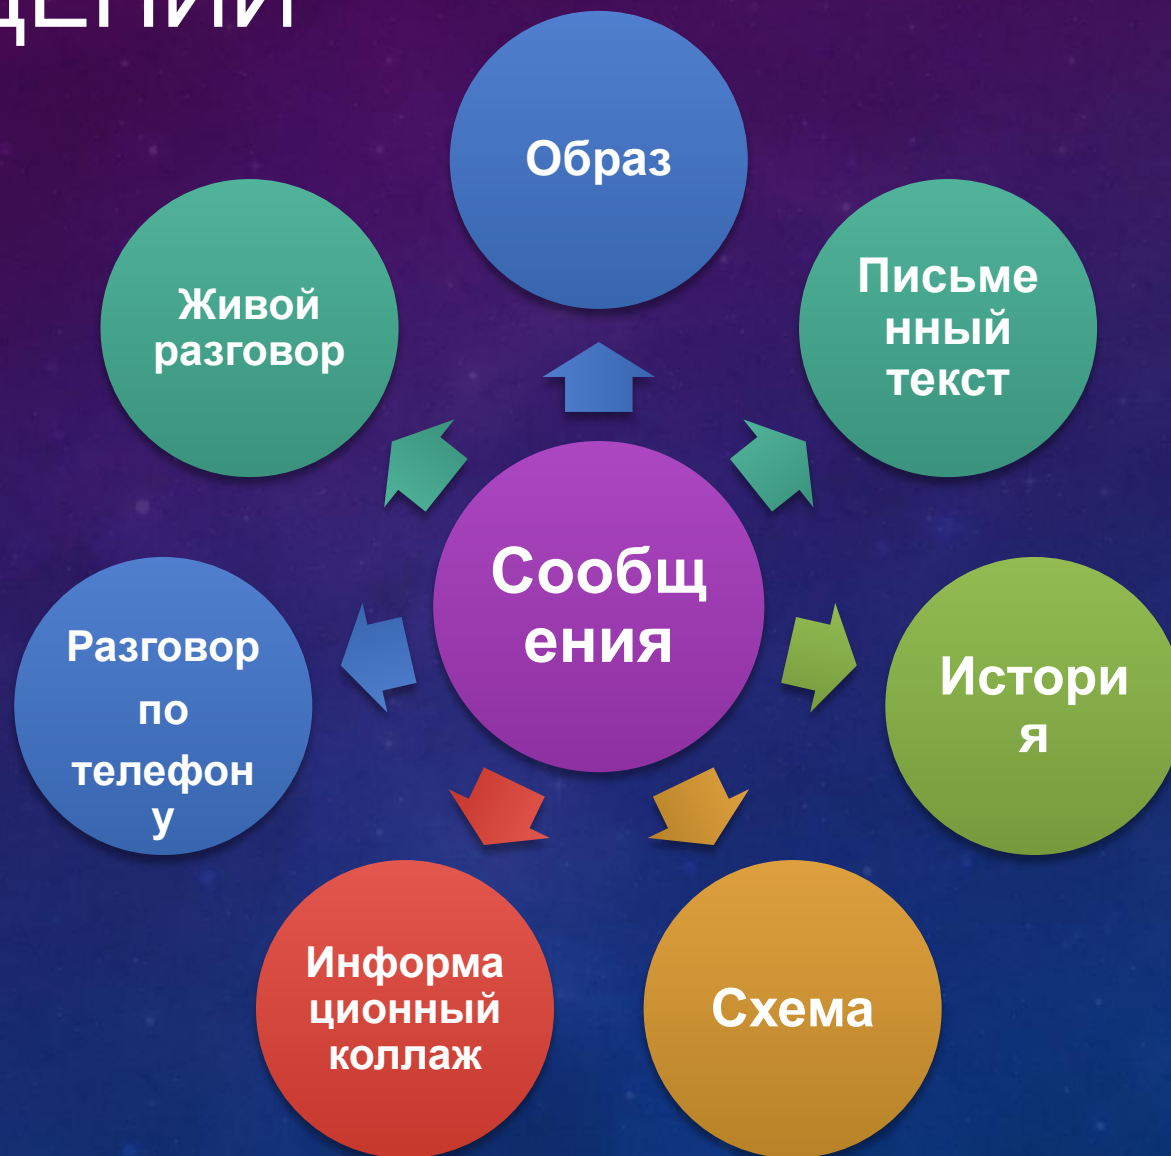 Образ
Живой
разговор
Письме
нный
текст
Сообщ
ения
Разговор
по
телефон
у
Истори
я
Информа
ционный
коллаж
Схема